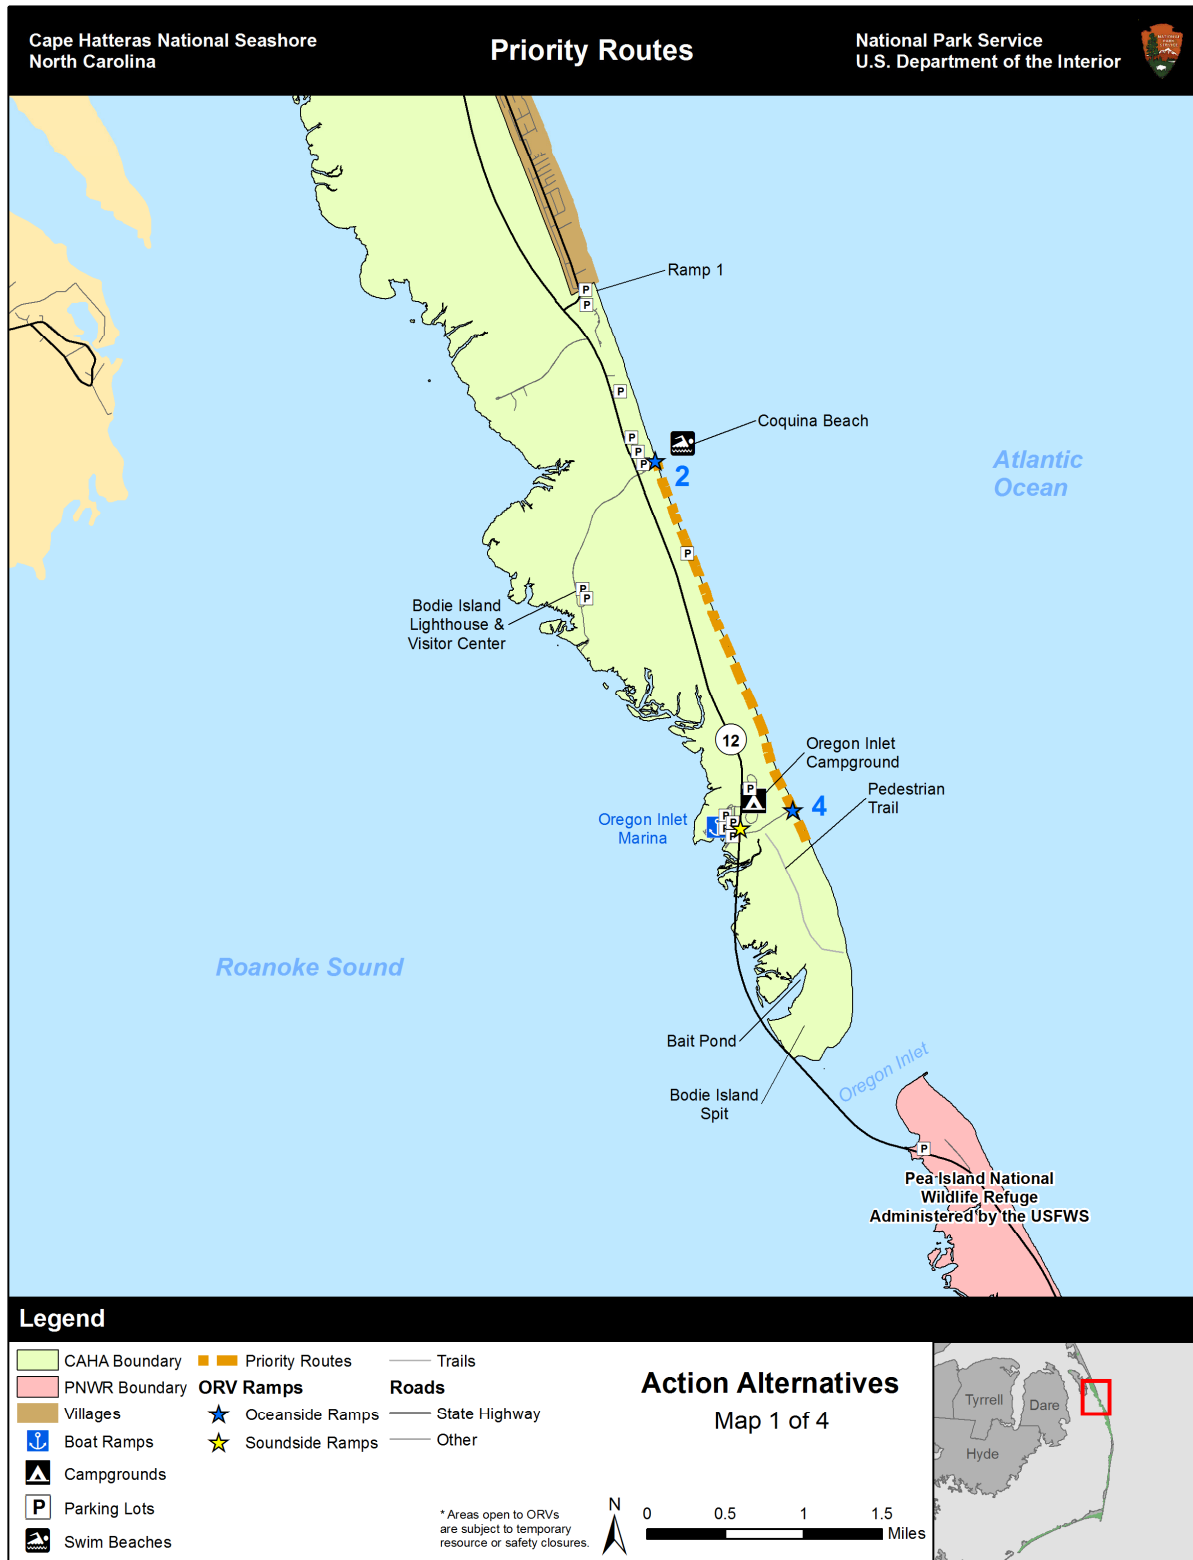 Cape Hatteras National Seashore
North Carolina
Priority Routes
National Park Service
U.S. Department of the Interior
Ramp 1
P
P
P
Coquina Beach
P
P
P
2
Atlantic
Ocean
P
P
P
Bodie Island
Lighthouse &
Visitor Center
12
Oregon Inlet
Campground
Pedestrian
Trail
P
4
Oregon Inlet
Marina
P
P
P
P
Roanoke Sound
Bait Pond
Bodie Island
Spit
Oregon Inlet
P
Pea Island National
Wildlife Refuge
Administered by the USFWS
Legend
CAHA Boundary
PNWR Boundary
Villages
Boat Ramps
Campgrounds
P Parking Lots
Swim Beaches
Priority Routes
ORV Ramps
Oceanside Ramps
Soundside Ramps
Trails
Roads
State Highway
Other
* Areas open to ORVs
are subject to temporary
resource or safety closures.
Action Alternatives
Map 1 of 4
N
0 0.5 1 1.5
Miles
Tyrrell
Dare
Hyde